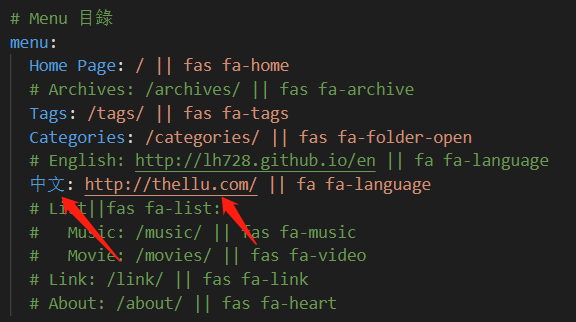 # Menu 目錄
menu:
Home Page: / || fas fa-home
# Archives: /archives/ || fas fa-archive
Tags: /tags/ || fas fa-tags
Categories: /categories/ || fas fa-folder-open
# English: http://lh728.github.io/en || fa fa-language
中文: http://thellu.com/ || fa fa-language
# List||fas fa-list:
#   Music: /music/ || fas fa-music
#   Movie: /movies/ || fas fa-video
# Link: /link/ || fas fa-link
# About: /about/ || fas fa-heart